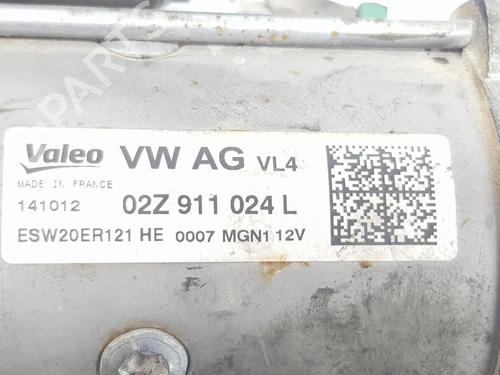 Valeo VW AG VL4
MADE IN FRANCE
141012 02Z 911 024 L
ESW20ER121 HE 0007 MGN1 12V